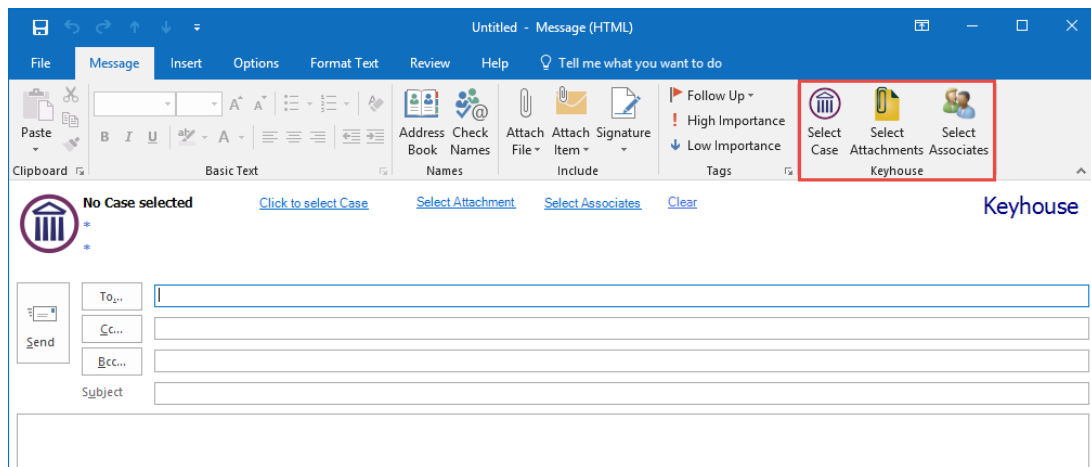 Untitled - Message (HTML)
File Message Insert Options Format Text Review Help Tell me what you want to do
Paste
B I U A
Address Book
Check Names
Attach File
Attach Item
Signature
Follow Up
High Importance
Low Importance
Select Case
Select Attachments
Select Associates
Clipboard Basic Text Names Include Tags Keyhouse
No Case selected Click to select Case Select Attachment Select Associates Clear Keyhouse
*
*
Send
To...
Cc...
Bcc...
Subject